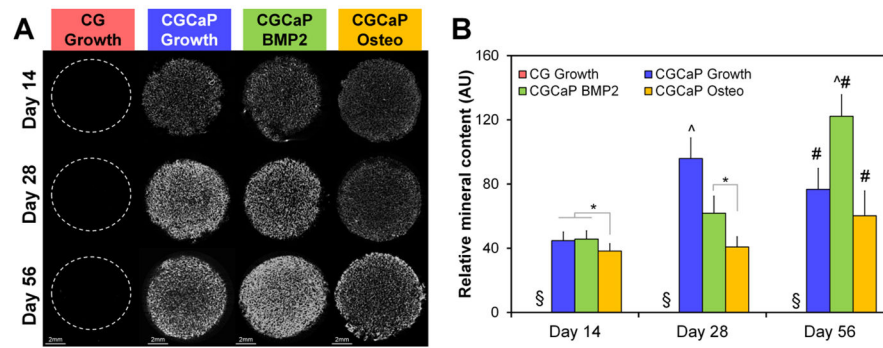 A
CG
Growth
CGCaP
Growth
CGCaP
BMP2
CGCaP
Osteo
Day 14
Day 28
Day 56
2mm
2mm
2mm
2mm
B
Relative mineral content (AU)
160
120
80
40
0
CG Growth
CGCaP Growth
CGCaP BMP2
CGCaP Osteo
§
*
§
^
*
§
#
^#
#
Day 14
Day 28
Day 56